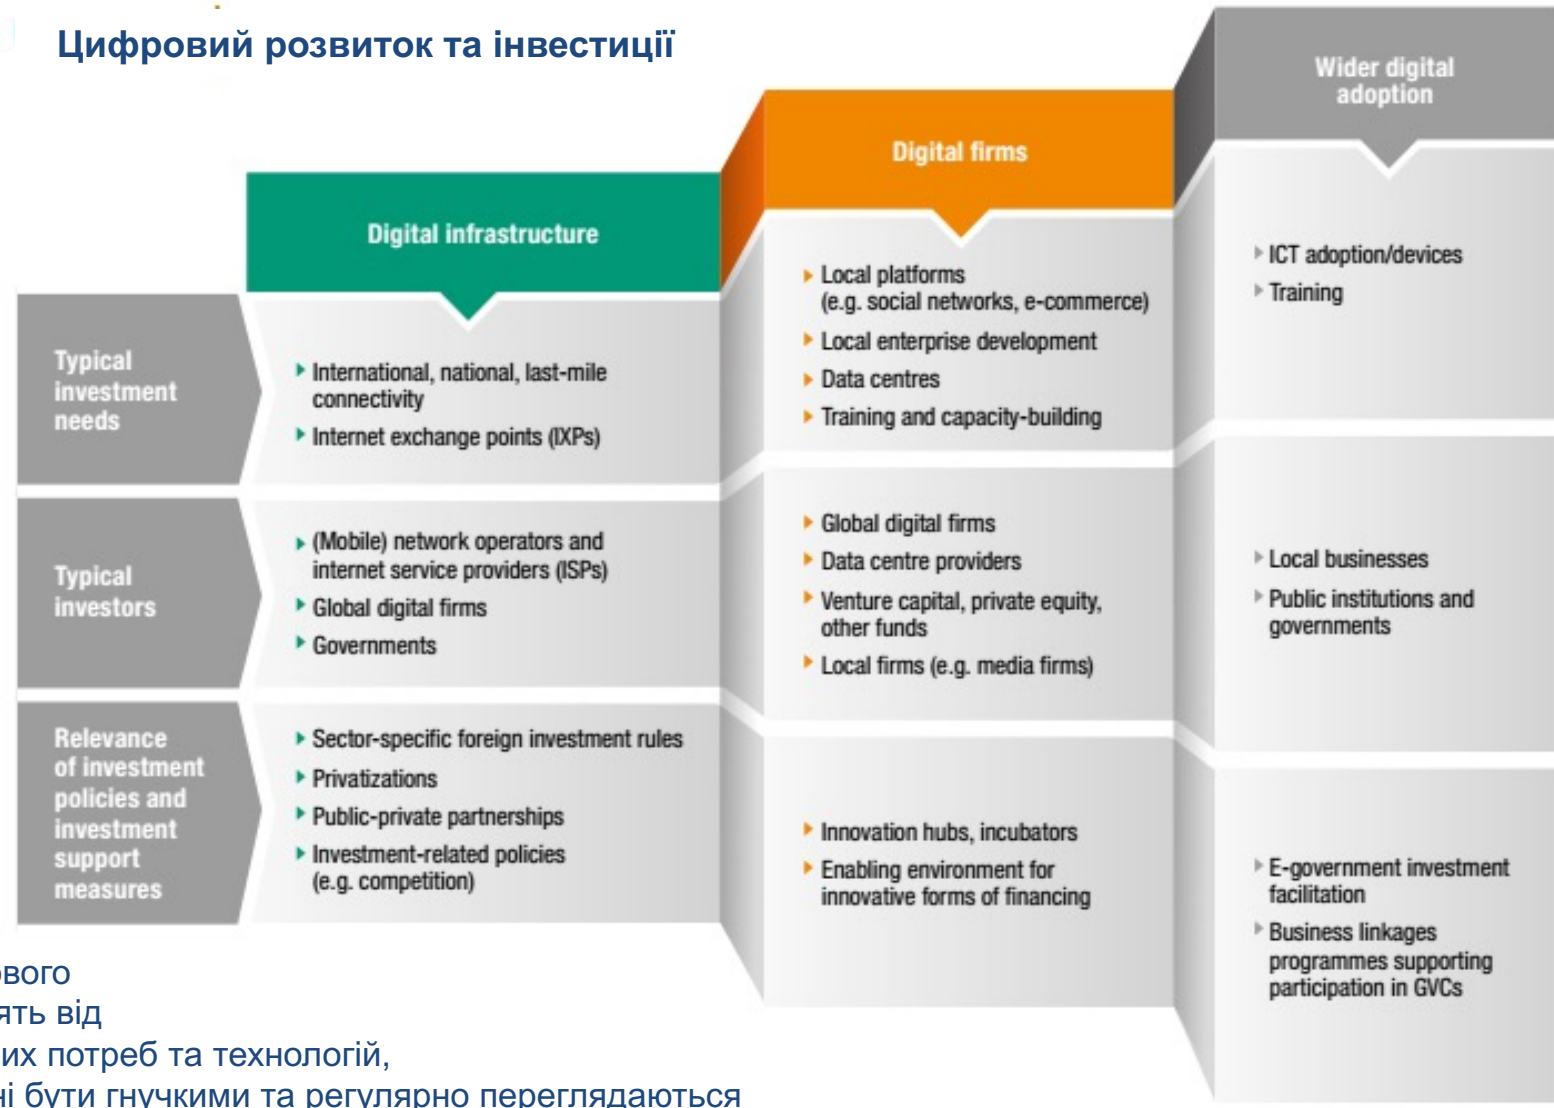 Цифровий розвиток та інвестиції
Wider digital
adoption
Digital firms
Digital infrastructure
Typical
investment
needs
International, national, last-mile
connectivity
Internet exchange points (IXPs)
Local platforms
(e.g. social networks, e-commerce)
Local enterprise development
Data centres
Training and capacity-building
ICT adoption/devices
Training
Typical
investors
(Mobile) network operators and
internet service providers (ISPs)
Global digital firms
Governments
Global digital firms
Data centre providers
Venture capital, private equity,
other funds
Local firms (e.g. media firms)
Local businesses
Public institutions and
governments
Relevance
of investment
policies and
investment
support
measures
Sector-specific foreign investment rules
Privatizations
Public-private partnerships
Investment-related policies
(e.g. competition)
Innovation hubs, incubators
Enabling environment for
innovative forms of financing
E-government investment
facilitation
Business linkages
programmes supporting
participation in GVCs
від
потреб та технологій,
бути гнучкими та регулярно переглядаються